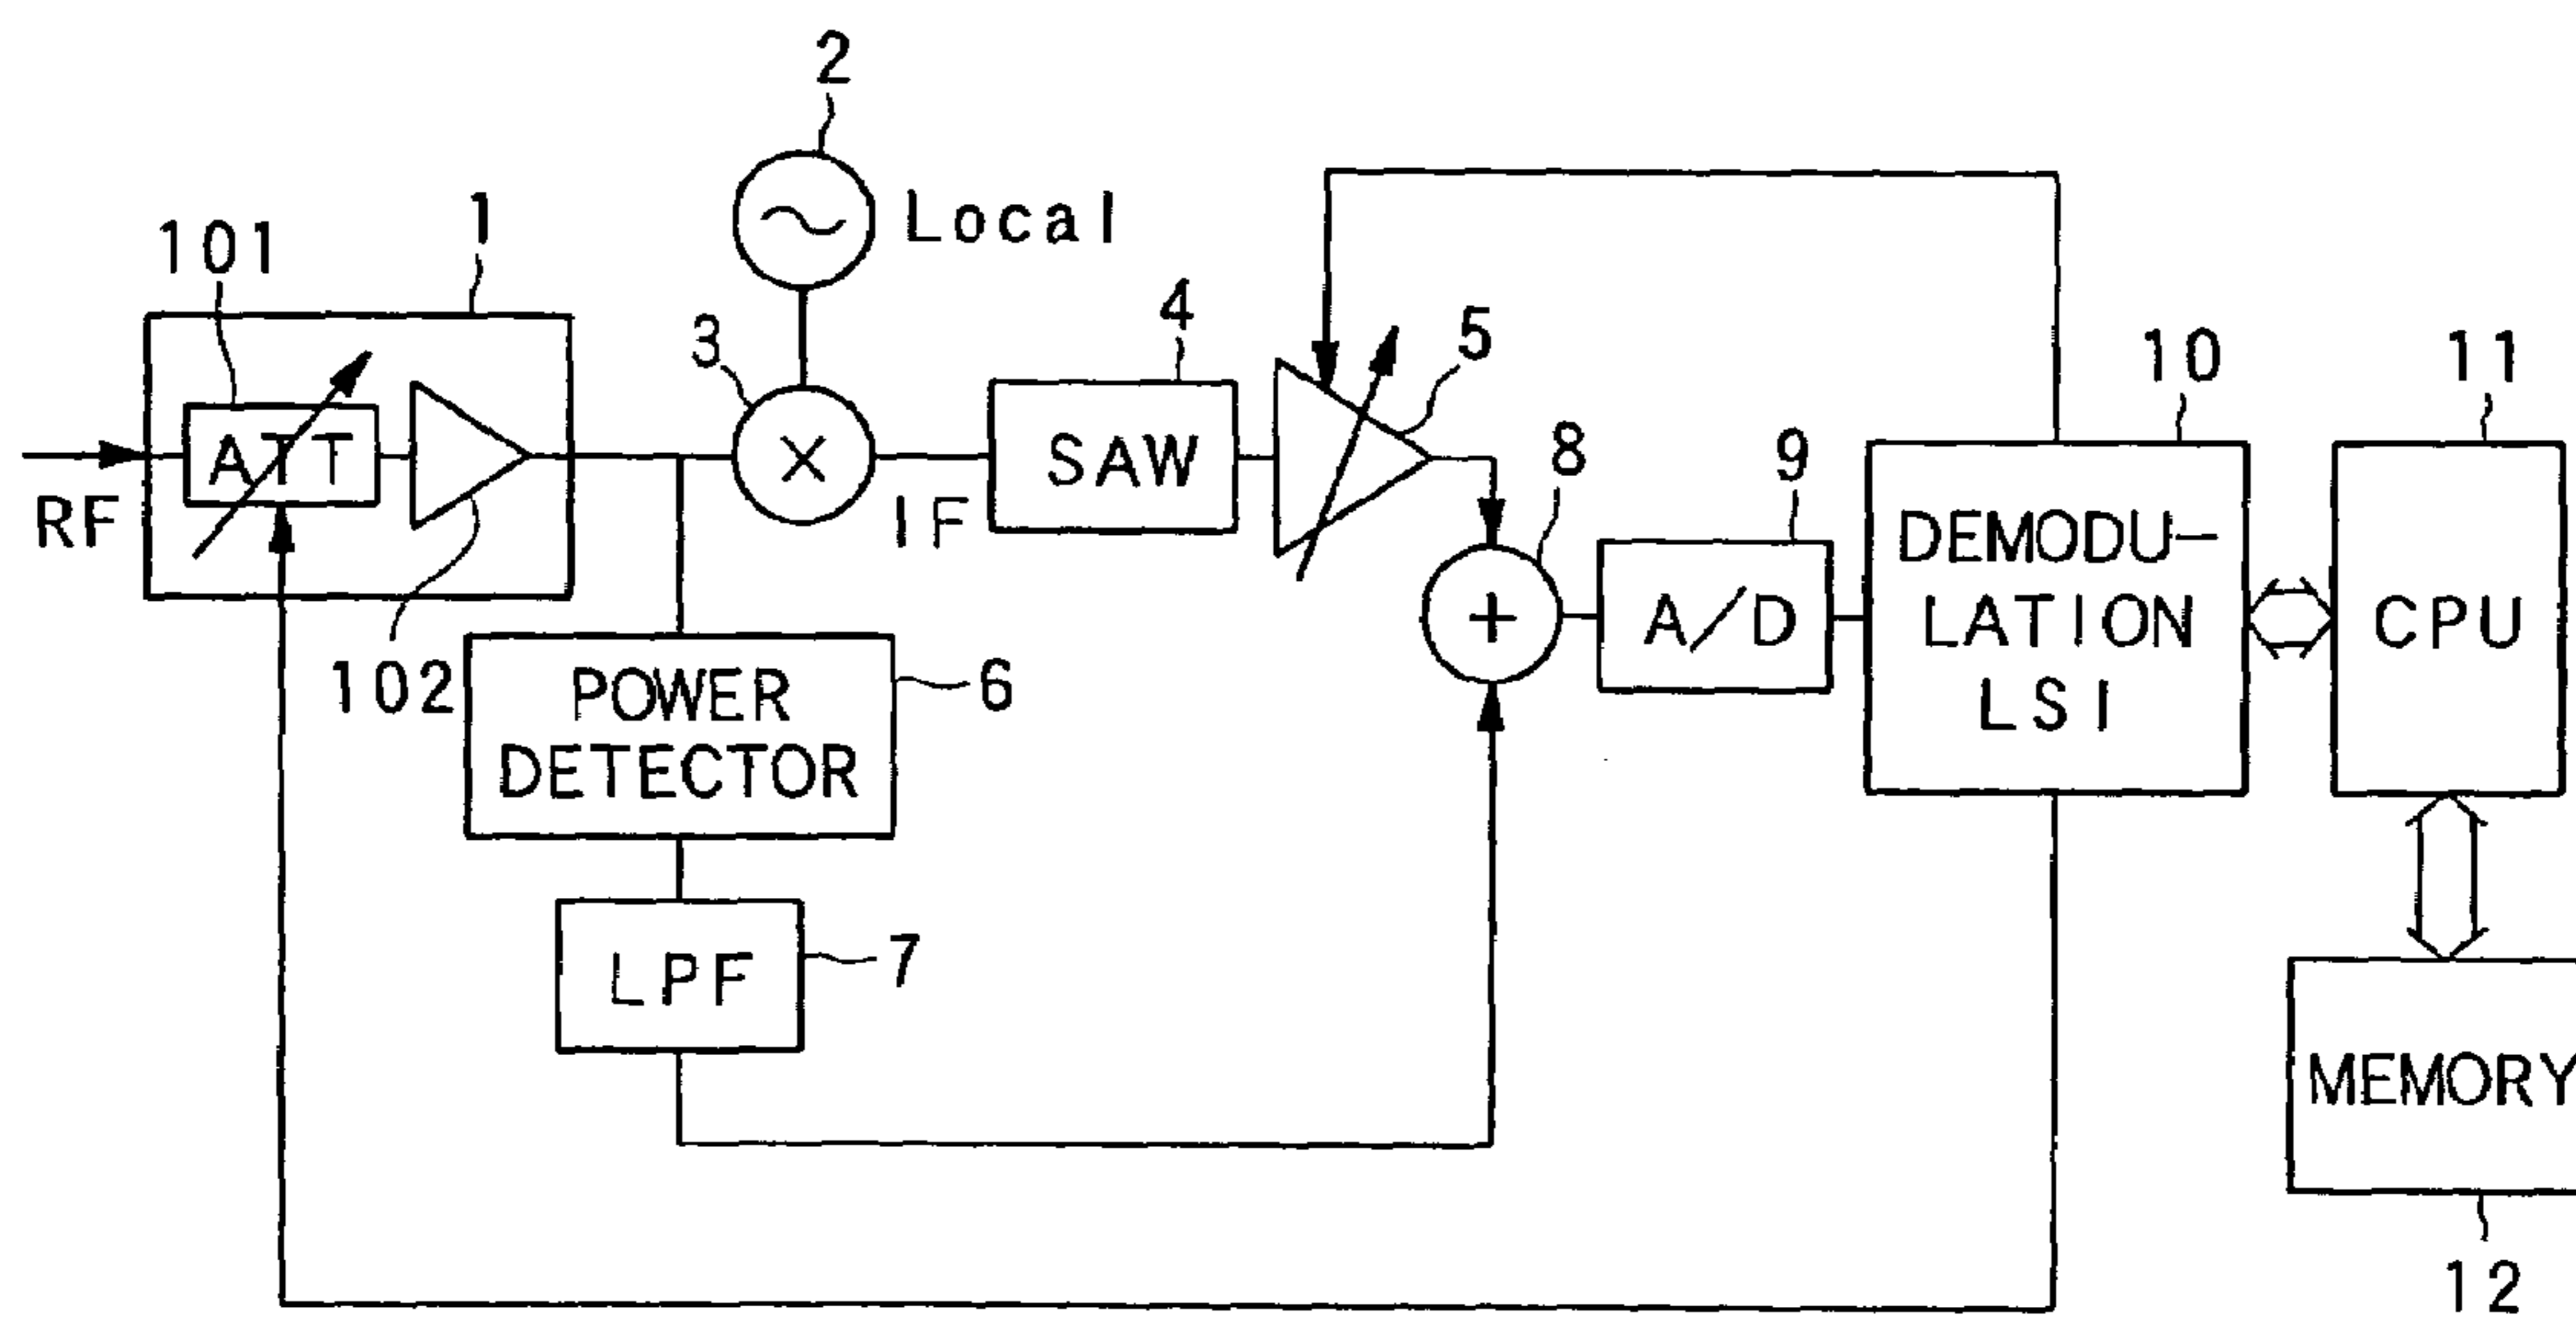 2
Local
1
101
3
4
5
10
11
ATT
RF
IF
SAW
8
9
102
DEMODU-
LATION
LSI
A/D
CPU
POWER
DETECTOR
6
LPF
7
MEMORY
12